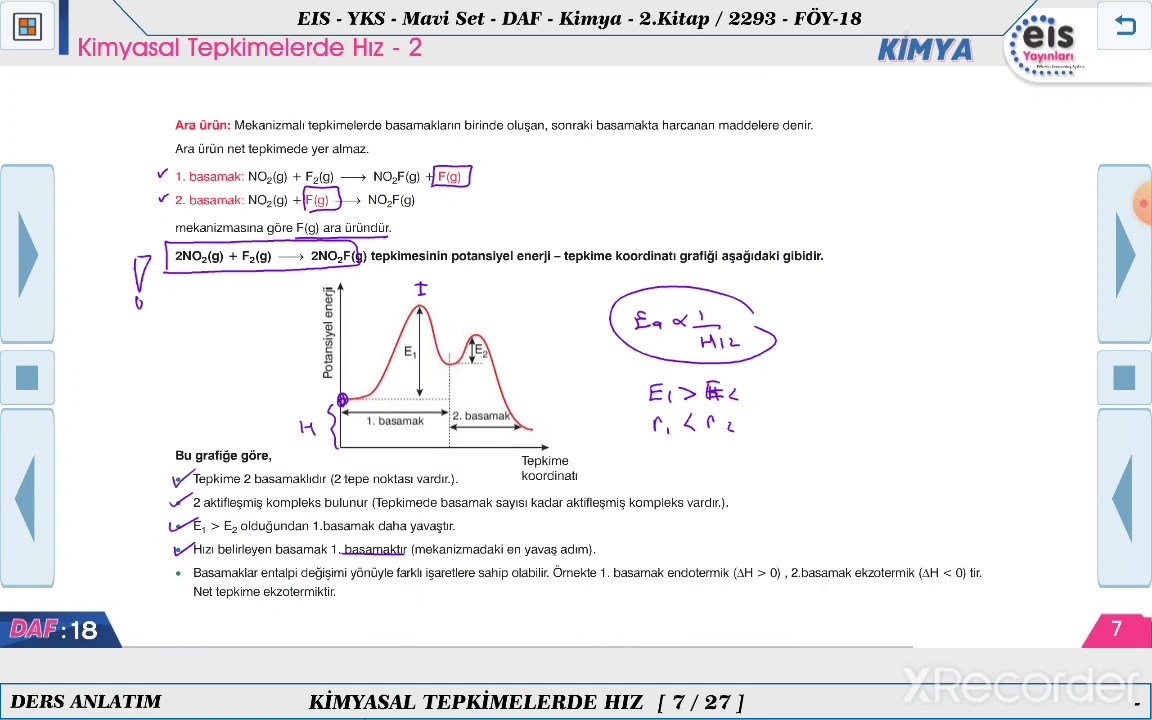 EIS - YKS - Mavi Set - DAF - Kimya - 2.Kitap / 2293 - FÖY-18
Kimyasal Tepkimelerde Hız - 2
KİMYA
eis
Yayınları
Ara ürün: Mekanizmalı tepkimelerde basamakların birinde oluşan, sonraki basamakta harcanan maddelere denir.
Ara ürün net tepkimede yer almaz.
1. basamak: NO₂(g) + F₂(g) ⟶ NO₂F(g) + F(g)
2. basamak: NO₂(g) + F(g) ⟶ NO₂F(g)
mekanizmasına göre F(g) ara üründür.
2NO₂(g) + F₂(g) ⟶ 2NO₂F(g) tepkimesinin potansiyel enerji – tepkime koordinatı grafiği aşağıdaki gibidir.
Potansiyel enerji
I
E₁
E₂
1. basamak
2. basamak
H
Tepkime
koordinatı
Ea ∝ 1/HIZ
E₁ > E₂
r₁ < r₂
Bu grafiğe göre,
• Tepkime 2 basamaklıdır (2 tepe noktası vardır.).
• 2 aktifleşmiş kompleks bulunur (Tepkimede basamak sayısı kadar aktifleşmiş kompleks vardır.).
• E₁ > E₂ olduğundan 1.basamak daha yavaştır.
• Hızı belirleyen basamak 1. basamaktır (mekanizmadaki en yavaş adım).
• Basamaklar entalpi değişimi yönüyle farklı işaretlere sahip olabilir. Örnekte 1. basamak endotermik (∆H > 0) , 2.basamak ekzotermik (∆H < 0) tir.
Net tepkime ekzotermiktir.
DAF : 18
7
XRecorder
DERS ANLATIM
KİMYASAL TEPKİMELERDE HIZ [ 7 / 27 ]
-